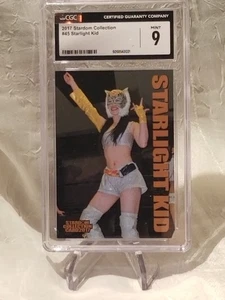 CGC
CERTIFIED GUARANTY COMPANY
2017 Stardom Collection
#45 Starlight Kid
MINT
9
STARLIGHT KID